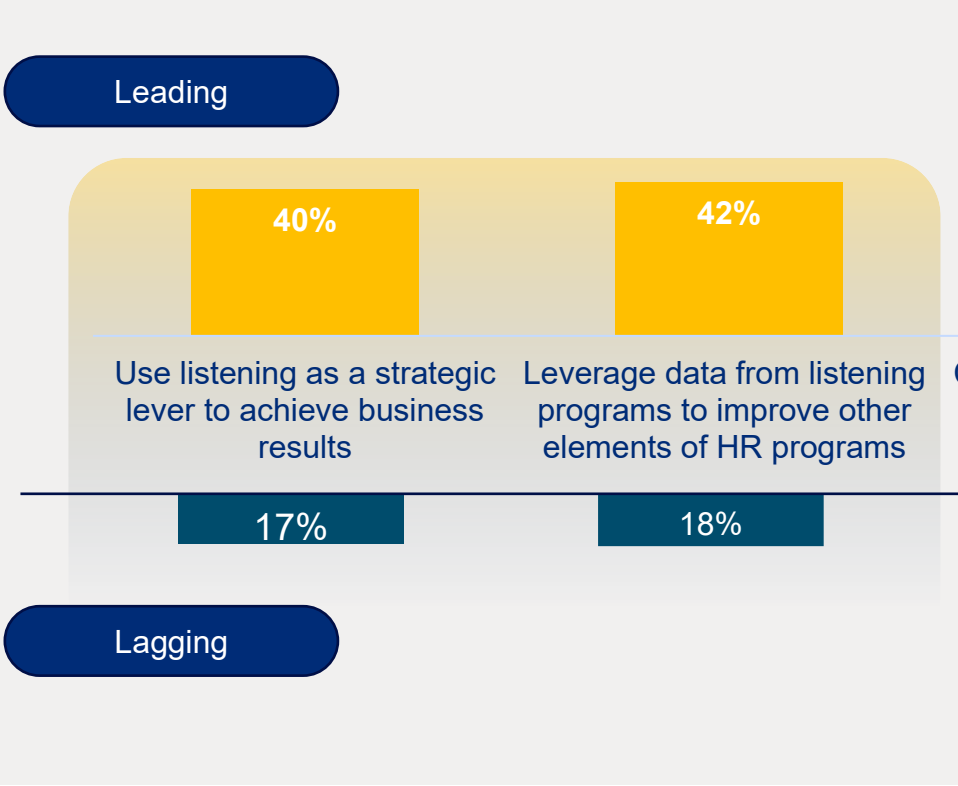 Leading
40%
42%
Use listening as a strategic
lever to achieve business
results
Leverage data from listening
programs to improve other
elements of HR programs
17%
18%
Lagging